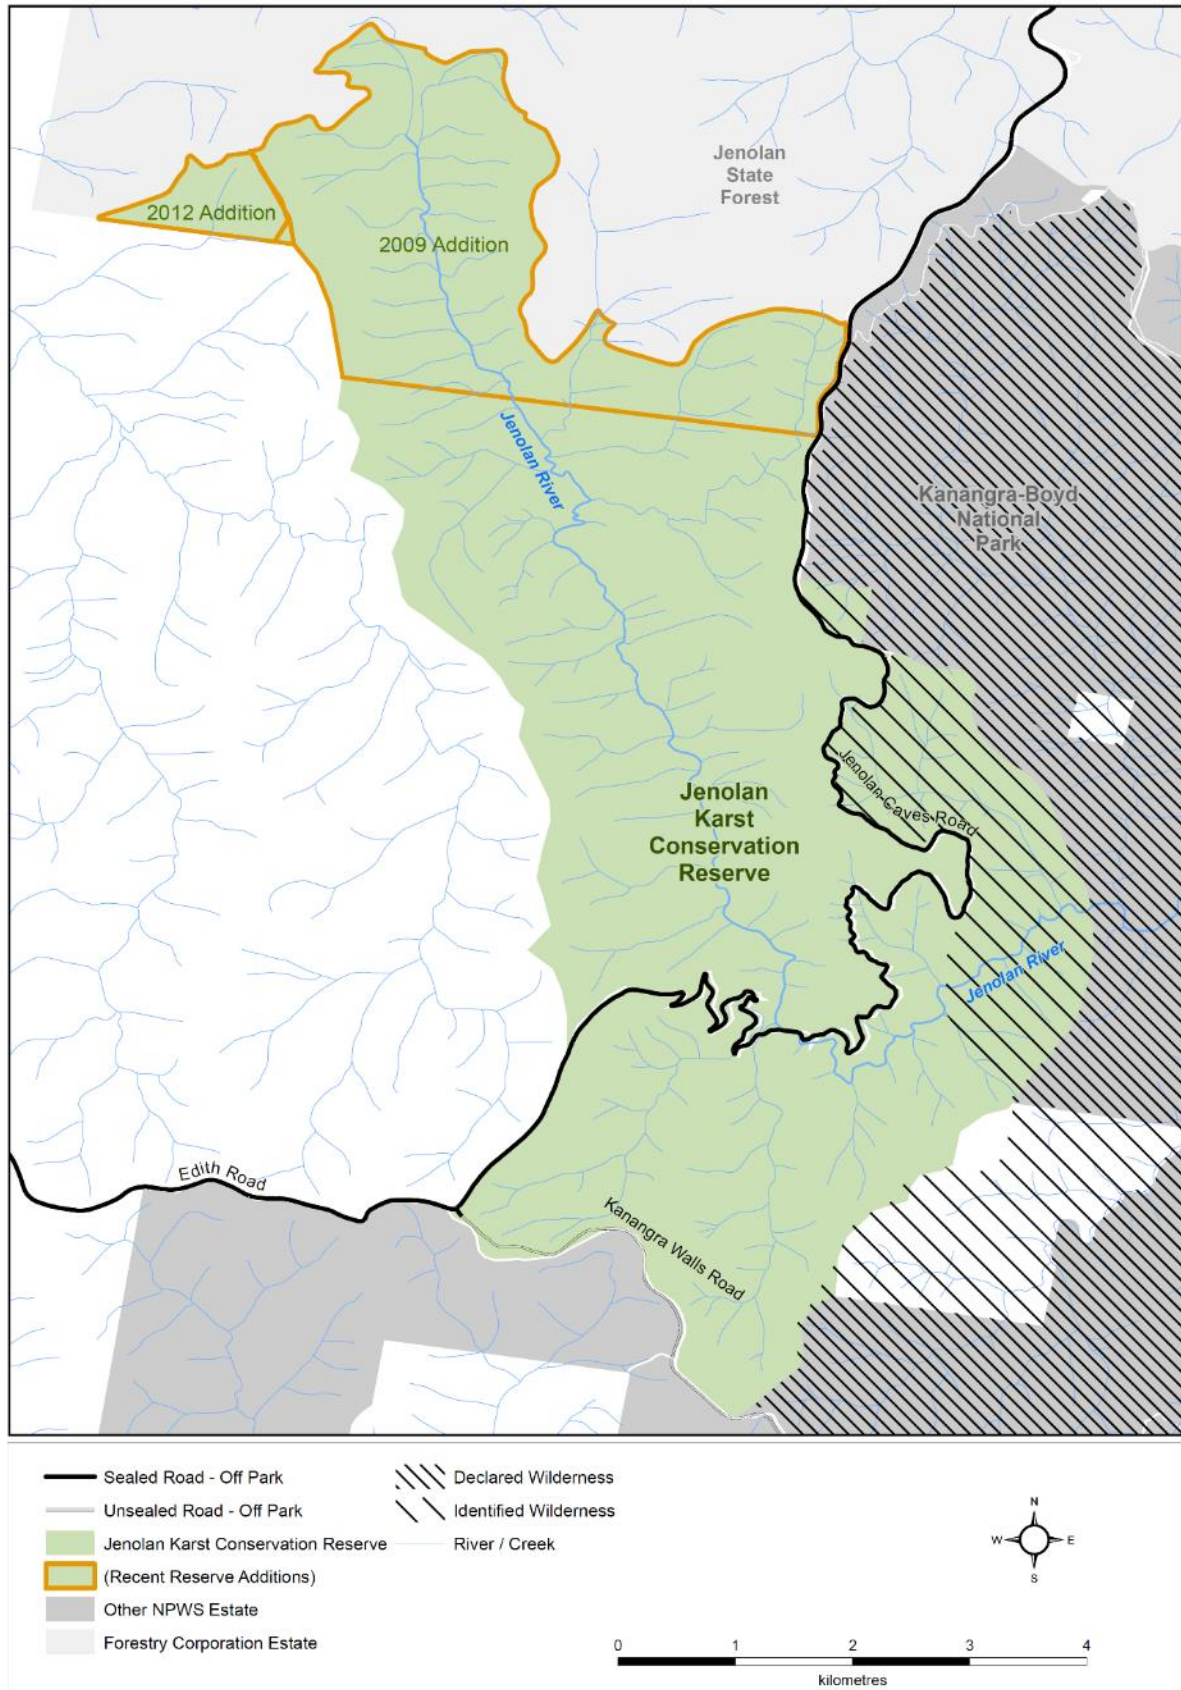 Jenolan
State
Forest
2012 Addition
2009 Addition
Jenolan River
Kanangra-Boyd
National
Park
Jenolan Caves Road
Jenolan
Karst
Conservation
Reserve
Jenolan River
Edith Road
Kanangra Walls Road
Sealed Road - Off Park
Unsealed Road - Off Park
Jenolan Karst Conservation Reserve
(Recent Reserve Additions)
Other NPWS Estate
Forestry Corporation Estate
Declared Wilderness
Identified Wilderness
River / Creek
N
W E
S
0 1 2 3 4
kilometres